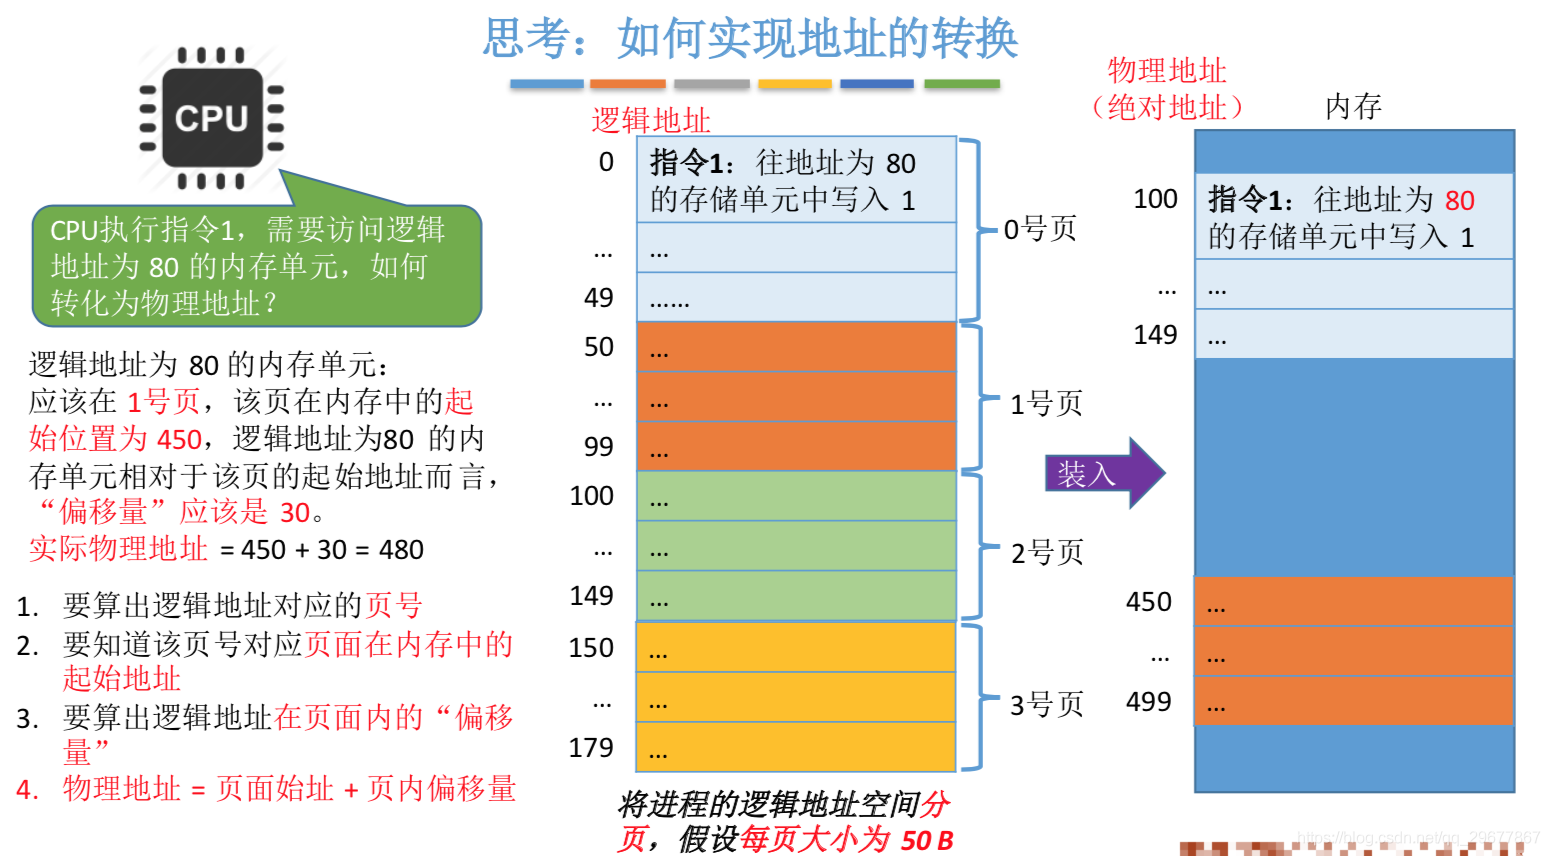 思考：如何实现地址的转换
CPU
CPU执行指令1，需要访问逻辑
地址为 80 的内存单元，如何
转化为物理地址？
逻辑地址为 80 的内存单元：
应该在 1号页，该页在内存中的起
始位置为 450，逻辑地址为80 的内
存单元相对于该页的起始地址而言，
“偏移量”应该是 30。
实际物理地址 = 450 + 30 = 480
1. 要算出逻辑地址对应的页号
2. 要知道该页号对应页面在内存中的
起始地址
3. 要算出逻辑地址在页面内的“偏移
量”
4. 物理地址 = 页面始址 + 页内偏移量
逻辑地址
0 指令1：往地址为 80
的存储单元中写入 1
... ...
49 ......
0号页
50 ...
... ...
99 ...
1号页
100 ...
... ...
149 ...
2号页
150 ...
... ...
179 ...
3号页
将进程的逻辑地址空间分
页，假设每页大小为 50 B
装入
物理地址
（绝对地址）
内存
100 指令1：往地址为 80
的存储单元中写入 1
... ...
149 ...
450 ...
... ...
499 ...
https://blog.csdn.net/qq_29677867